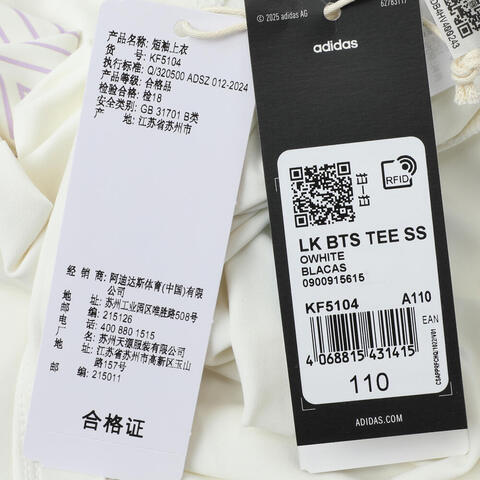 产品名称: 短袖上衣
货 号: KF5104
执行标准: Q/320500 ADSZ 012-2024
产品等级: 合格品
检验合格: 检18
安全类别: GB 31701 B类
产 地: 江苏省苏州市
经 销 商: 阿迪达斯体育(中国)有限
公司
地 址: 苏州工业园区唯胜路508号
邮 编: 215126
电 话: 400 880 1515
厂 名: 苏州天源服装有限公司
地 址: 江苏省苏州市高新区玉山
路157号
邮 编: 215011
合格证
© 2025 adidas AG
62783117
adidas
RFID
LK BTS TEE SS
OWHITE
BLACAS
0900915615
KF5104 A110
EAN
4 068815 431415
110
ADIDAS.COM